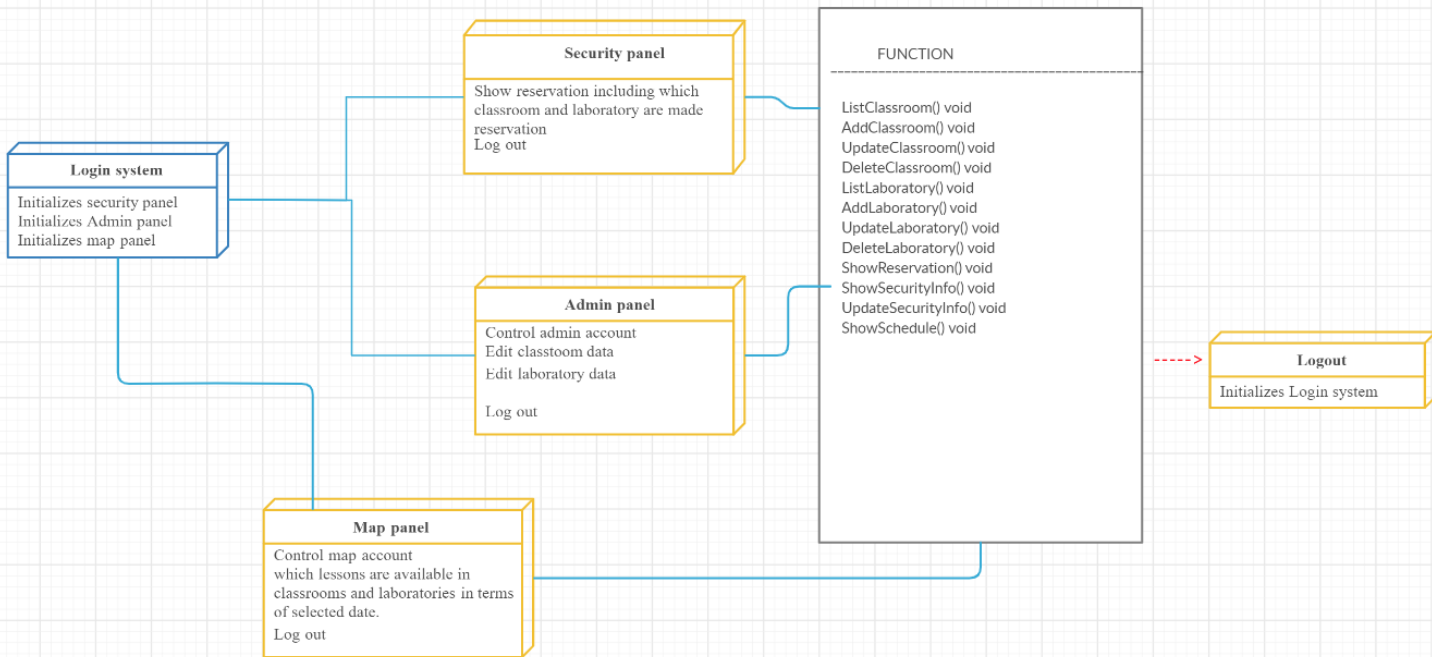 Security panel
Show reservation including which
classroom and laboratory are made
reservation
Log out
Login system
Initializes security panel
Initializes Admin panel
Initializes map panel
Admin panel
Control admin account
Edit classtoom data
Edit laboratory data
Log out
Map panel
Control map account
which lessons are available in
classrooms and laboratories in terms
of selected date.
Log out
FUNCTION
ListClassroom() void
AddClassroom() void
UpdateClassroom() void
DeleteClassroom() void
ListLaboratory() void
AddLaboratory() void
UpdateLaboratory() void
DeleteLaboratory() void
ShowReservation() void
ShowSecurityInfo() void
UpdateSecurityInfo() void
ShowSchedule() void
Logout
Initializes Login system